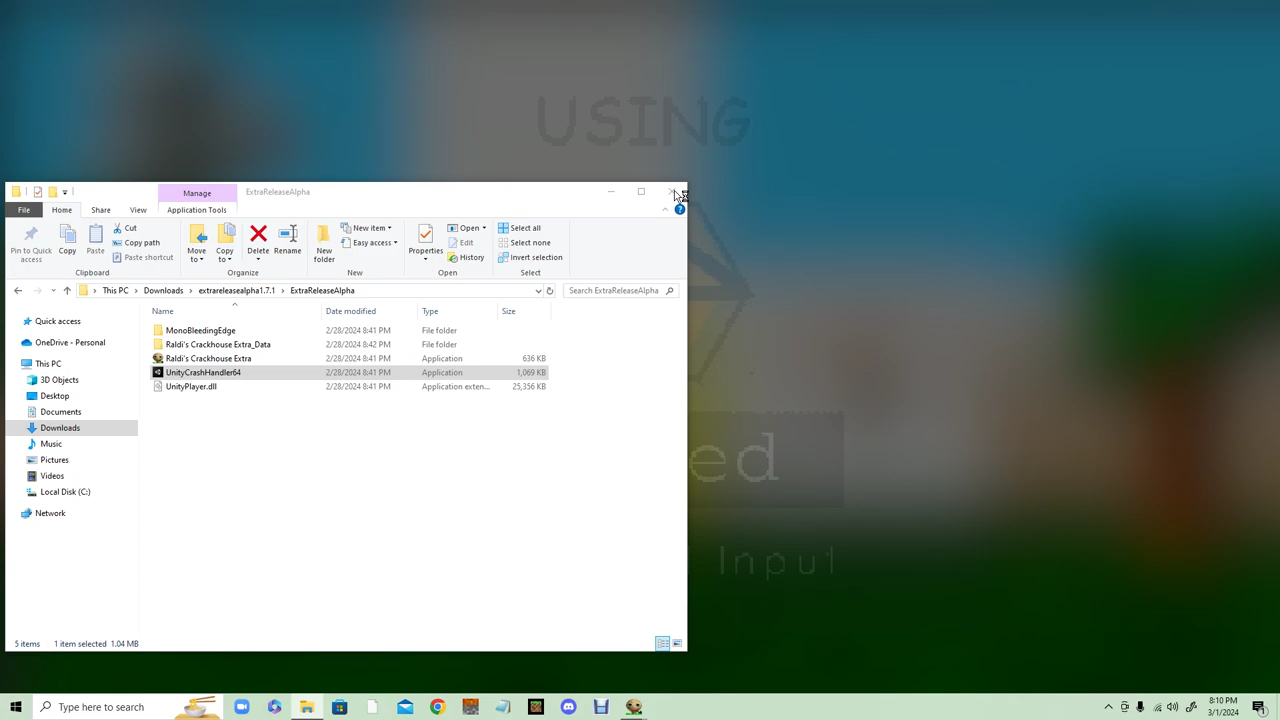 USING
Manage
ExtraReleaseAlpha
File
Home
Share
View
Application Tools
Pin to Quick access
Copy
Paste
Cut
Copy path
Paste shortcut
Clipboard
Move to
Copy to
Delete
Rename
Organize
New folder
New item
Easy access
New
Properties
Open
Edit
History
Open
Select all
Select none
Invert selection
Select
This PC > Downloads > extrareleasealpha1.7.1 > ExtraReleaseAlpha
Search ExtraReleaseAlpha
Name Date modified Type Size
Quick access
OneDrive - Personal
This PC
3D Objects
Desktop
Documents
Downloads
Music
Pictures
Videos
Local Disk (C:)
Network
MonoBleedingEdge 2/28/2024 8:41 PM File folder
Raldi's Crackhouse Extra_Data 2/28/2024 8:42 PM File folder
Raldi's Crackhouse Extra 2/28/2024 8:41 PM Application 636 KB
UnityCrashHandler64 2/28/2024 8:41 PM Application 1,069 KB
UnityPlayer.dll 2/28/2024 8:41 PM Application exten... 25,356 KB
ed
Input
5 items 1 item selected 1.04 MB
Type here to search
8:10 PM
3/1/2024